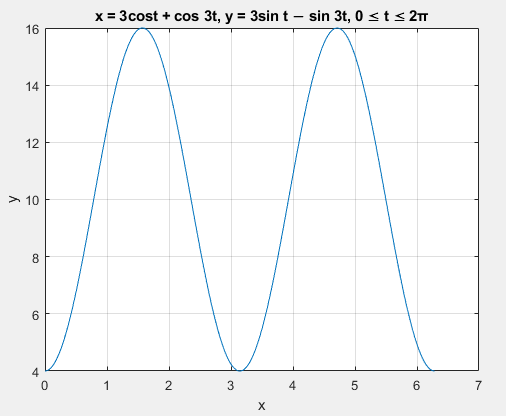 x = 3cost + cos 3t, y = 3sin t − sin 3t, 0 ≤ t ≤ 2π
16
14
12
10
8
6
4
y
0 1 2 3 4 5 6 7
x